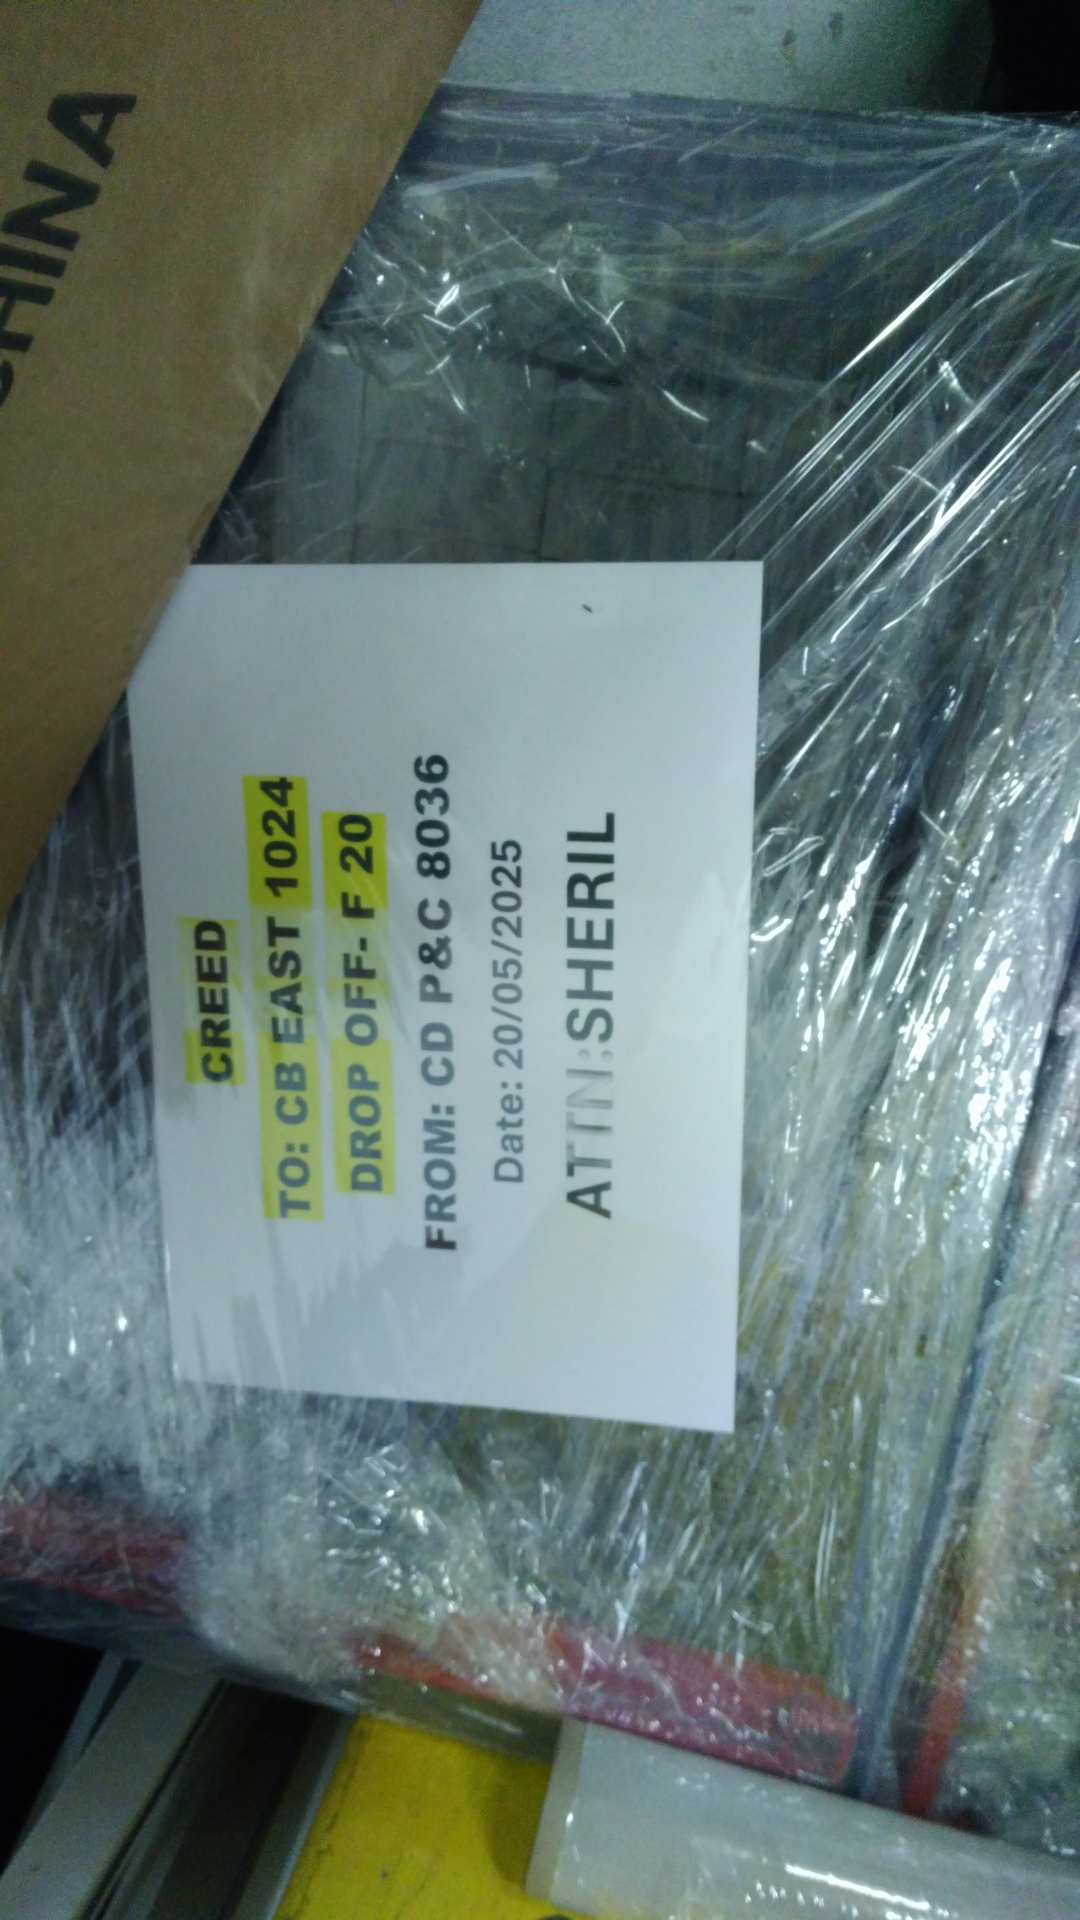 CREED
TO: CB EAST 1024
DROP OFF- F 20
FROM: CD P&C 8036
Date: 20/05/2025
ATTN:SHERIL
CHINA